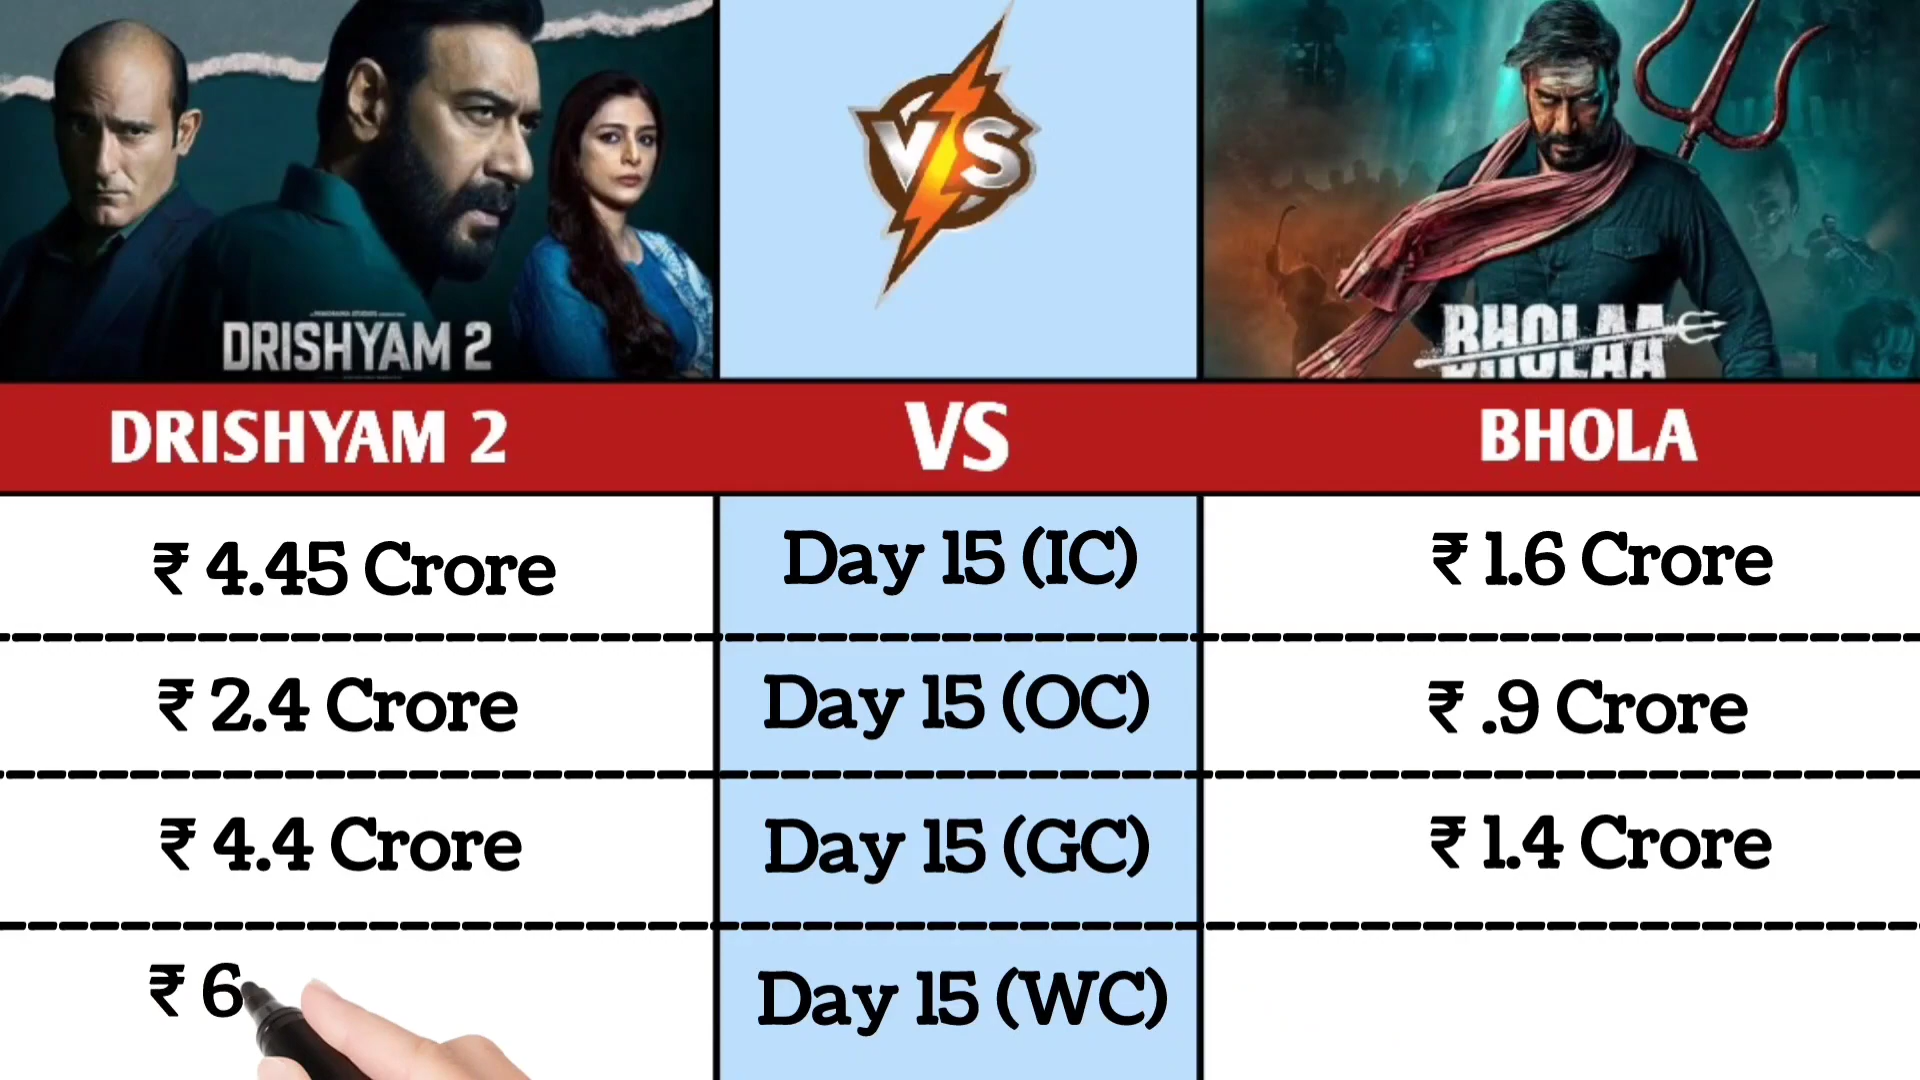 VS
DRISHYAM 2
BHOLAA
DRISHYAM 2 VS BHOLA
₹ 4.45 Crore Day 15 (IC) ₹ 1.6 Crore
₹ 2.4 Crore Day 15 (OC) ₹ .9 Crore
₹ 4.4 Crore Day 15 (GC) ₹ 1.4 Crore
₹ 6 Day 15 (WC)